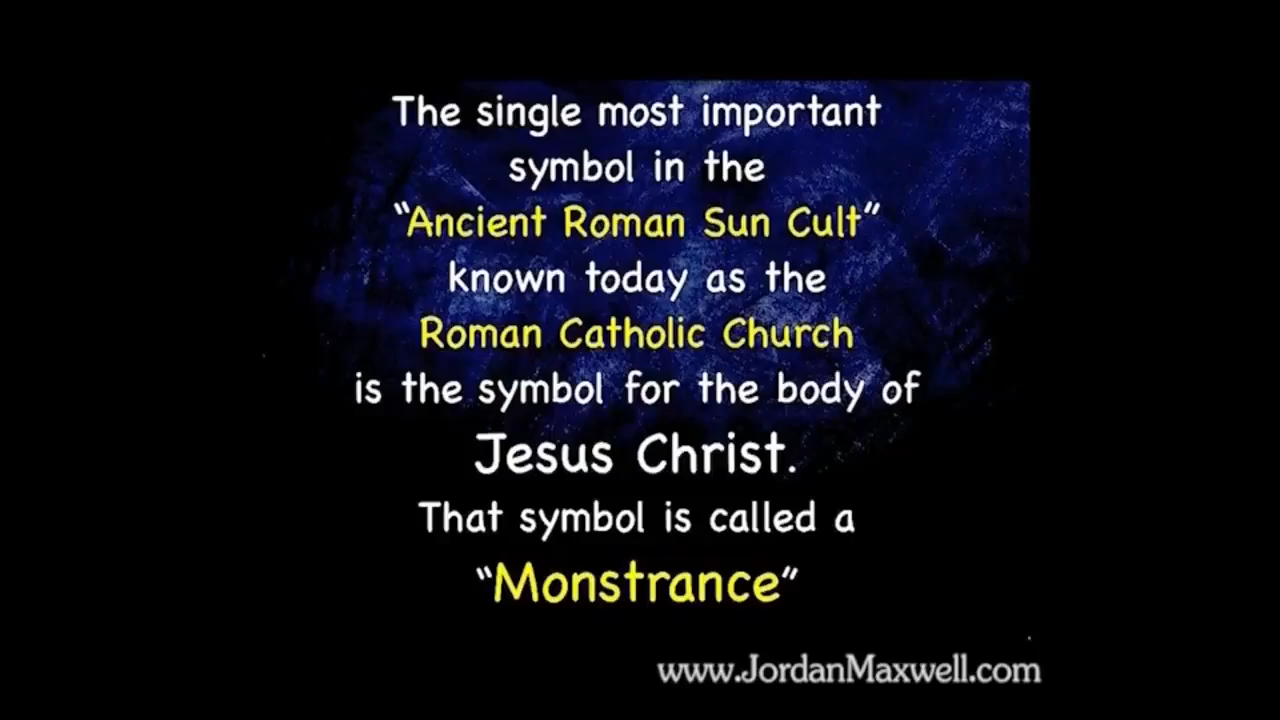 The single most important
symbol in the
"Ancient Roman Sun Cult"
known today as the
Roman Catholic Church
is the symbol for the body of
Jesus Christ.
That symbol is called a
"Monstrance"
www.JordanMaxwell.com